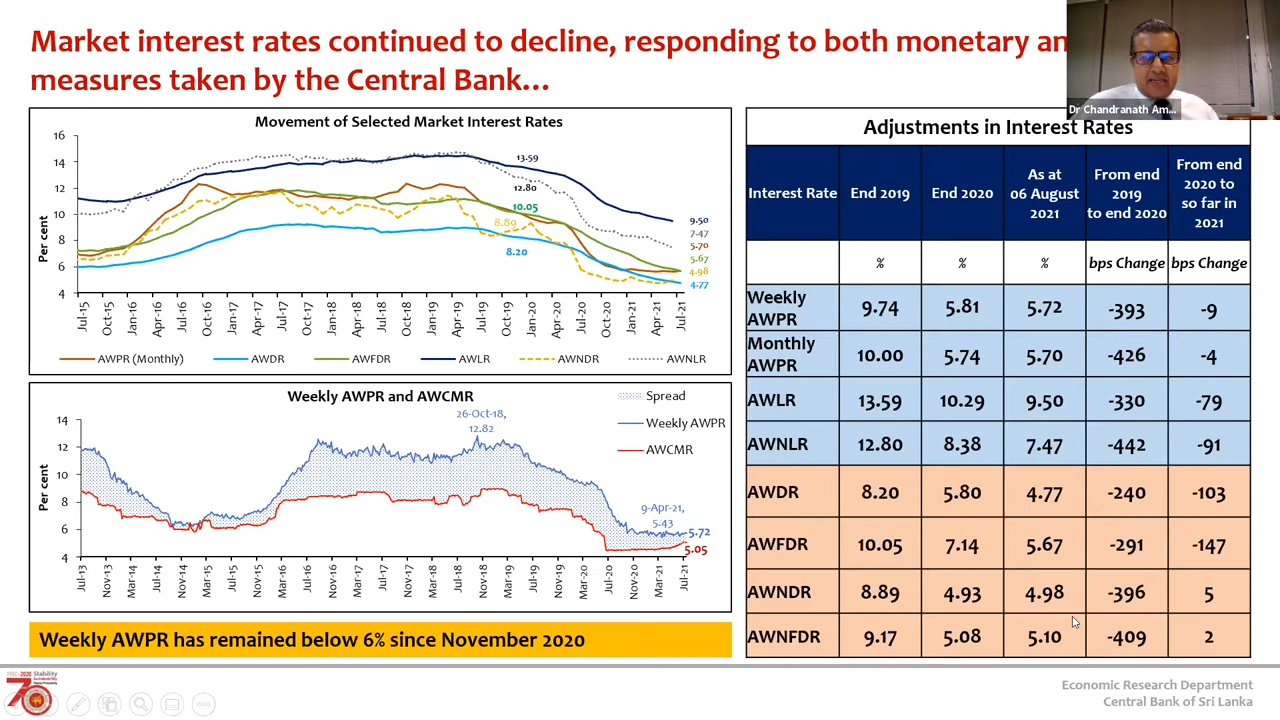 Market interest rates continued to decline, responding to both monetary an
measures taken by the Central Bank...
Dr Chandranath Am...
Movement of Selected Market Interest Rates
Per cent
16
14
12
10
8
6
4
13.59
12.80
10.05
8.89
8.20
9.50
7.47
5.70
5.67
4.98
4.77
Jul-15
Oct-15
Jan-16
Apr-16
Jul-16
Oct-16
Jan-17
Apr-17
Jul-17
Oct-17
Jan-18
Apr-18
Jul-18
Oct-18
Jan-19
Apr-19
Jul-19
Oct-19
Jan-20
Apr-20
Jul-20
Oct-20
Jan-21
Apr-21
Jul-21
AWPR (Monthly) AWDR AWFDR AWLR AWNDR AWNLR
Weekly AWPR and AWCMR
Spread
Weekly AWPR
AWCMR
Per cent
14
12
10
8
6
4
26-Oct-18,
12.82
9-Apr-21,
5.43
5.72
5.05
Jul-13
Nov-13
Mar-14
Jul-14
Nov-14
Mar-15
Jul-15
Nov-15
Mar-16
Jul-16
Nov-16
Mar-17
Jul-17
Nov-17
Mar-18
Jul-18
Nov-18
Mar-19
Jul-19
Nov-19
Mar-20
Jul-20
Nov-20
Mar-21
Jul-21
Weekly AWPR has remained below 6% since November 2020
Adjustments in Interest Rates
Interest Rate End 2019 End 2020 As at 06 August 2021 From end 2019 to end 2020 From end 2020 to so far in 2021
% % % bps Change bps Change
Weekly AWPR 9.74 5.81 5.72 -393 -9
Monthly AWPR 10.00 5.74 5.70 -426 -4
AWLR 13.59 10.29 9.50 -330 -79
AWNLR 12.80 8.38 7.47 -442 -91
AWDR 8.20 5.80 4.77 -240 -103
AWFDR 10.05 7.14 5.67 -291 -147
AWNDR 8.89 4.93 4.98 -396 5
AWNFDR 9.17 5.08 5.10 -409 2
70
Stability
Economic Research Department
Central Bank of Sri Lanka